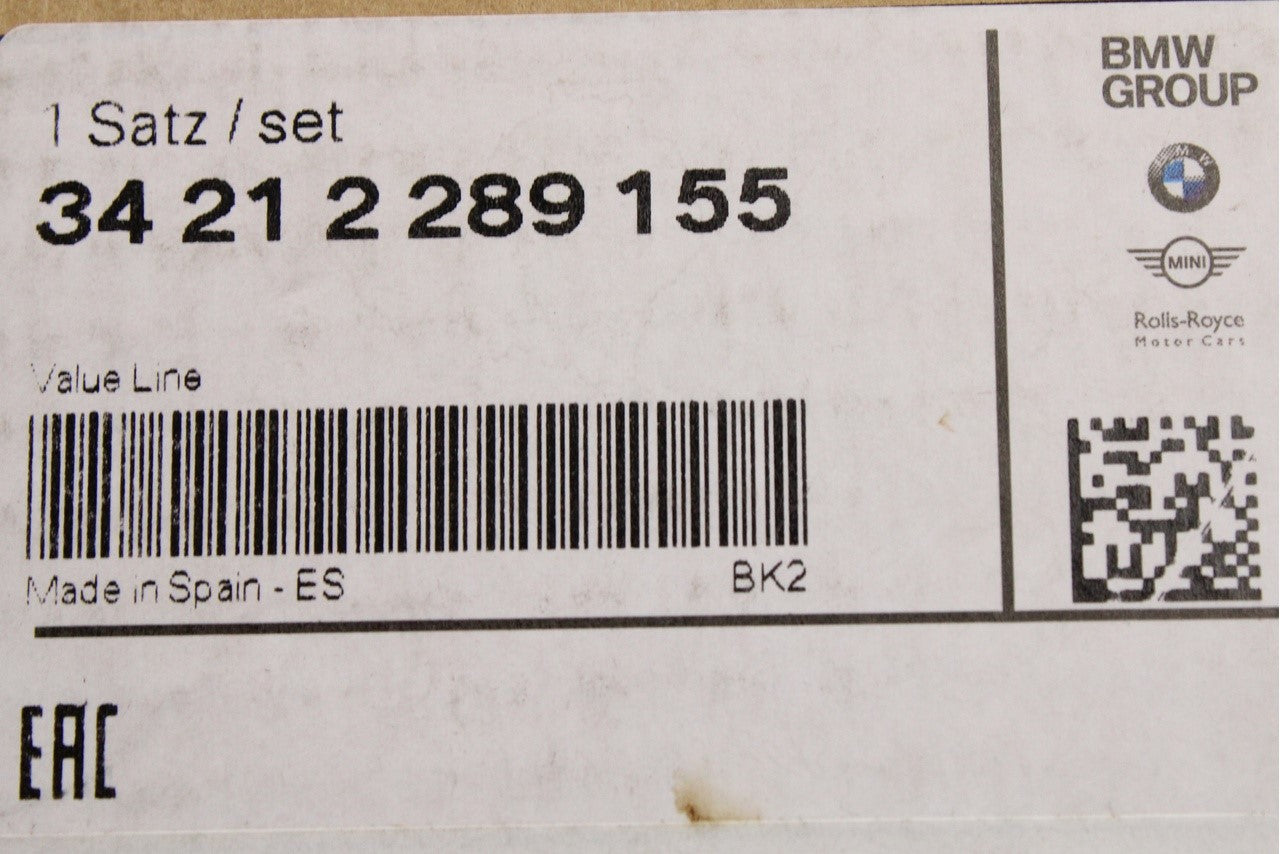 1 Satz / set
34 21 2 289 155
Value Line
Made in Spain - ES
BK2
EAC
BMW
GROUP
BMW
MINI
Rolls-Royce
Motor Cars